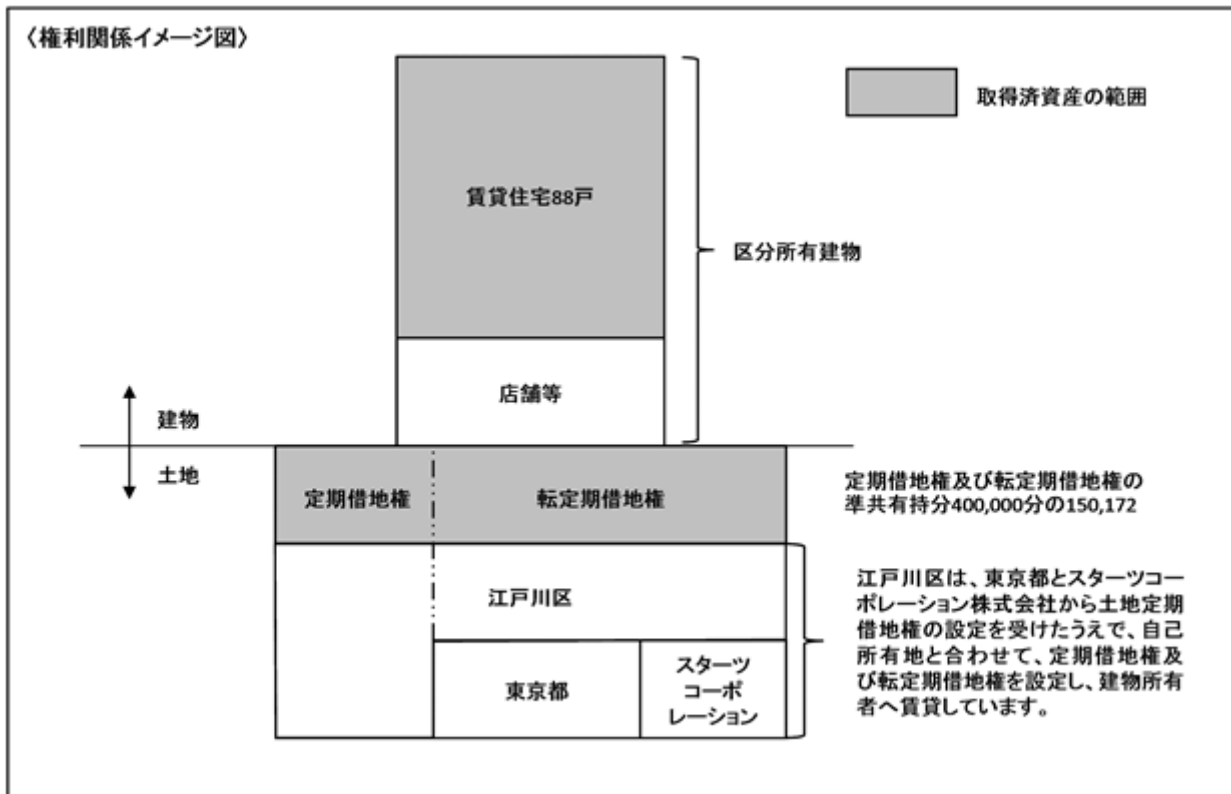 〈権利関係イメージ図〉
取得済資産の範囲
賃貸住宅88戸
区分所有建物
店舗等
建物
土地
定期借地権
転定期借地権
定期借地権及び転定期借地権の
準共有持分400,000分の150,172
江戸川区
東京都
スターツ
コーポ
レーション
江戸川区は、東京都とスターツコー
ポレーション株式会社から土地定期
借地権の設定を受けたうえで、自己
所有地と合わせて、定期借地権及
び転定期借地権を設定し、建物所有
者へ賃貸しています。